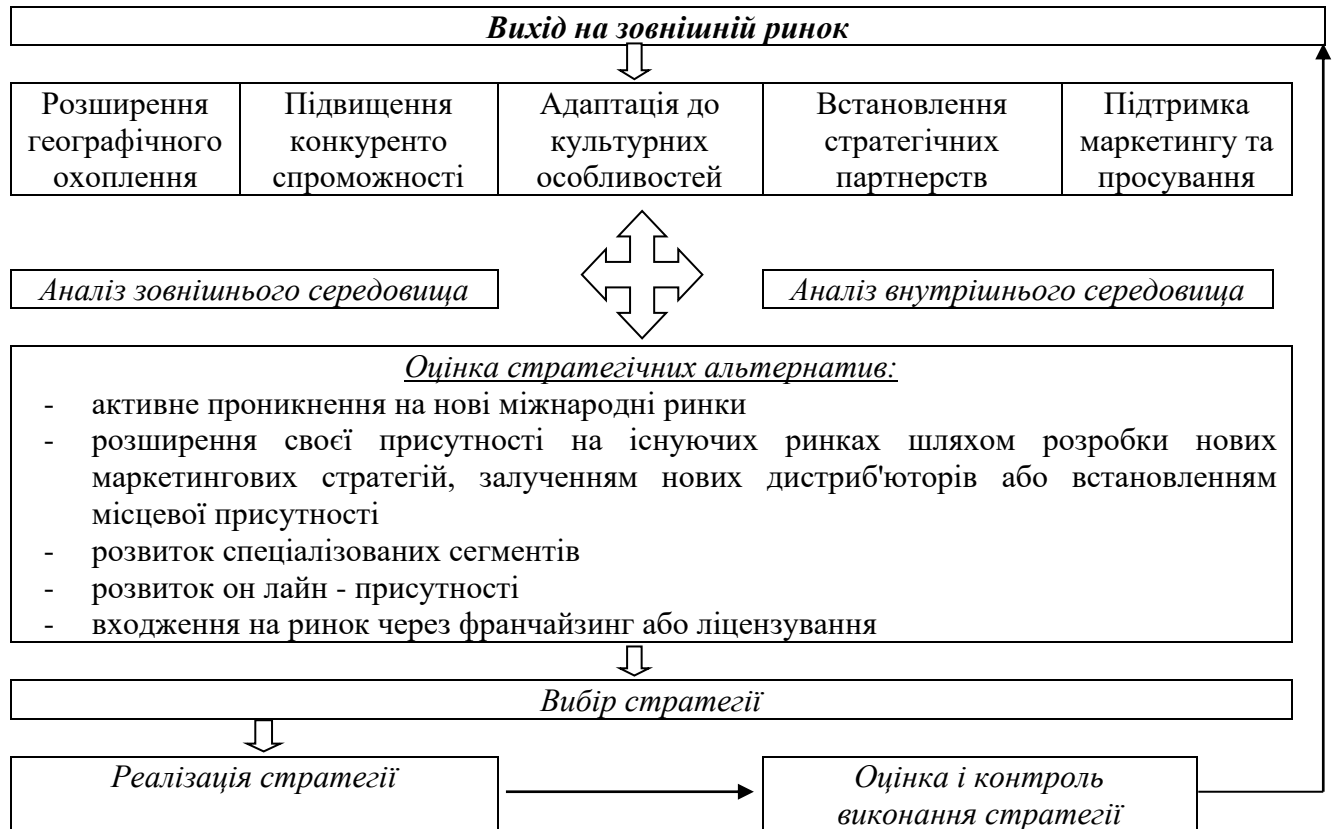 Вихід на зовнішній ринок
Розширення
географічного
охоплення
Підвищення
конкуренто
спроможності
Адаптація до
культурних
особливостей
Встановлення
стратегічних
партнерств
Підтримка
маркетингу та
просування
Аналіз зовнішнього середовища
Аналіз внутрішнього середовища
Оцінка стратегічних альтернатив:
- активне проникнення на нові міжнародні ринки
- розширення своєї присутності на існуючих ринках шляхом розробки нових
маркетингових стратегій, залученням нових дистриб'юторів або встановленням
місцевої присутності
- розвиток спеціалізованих сегментів
- розвиток он лайн - присутності
- входження на ринок через франчайзинг або ліцензування
Вибір стратегії
Реалізація стратегії
Оцінка і контроль
виконання стратегії